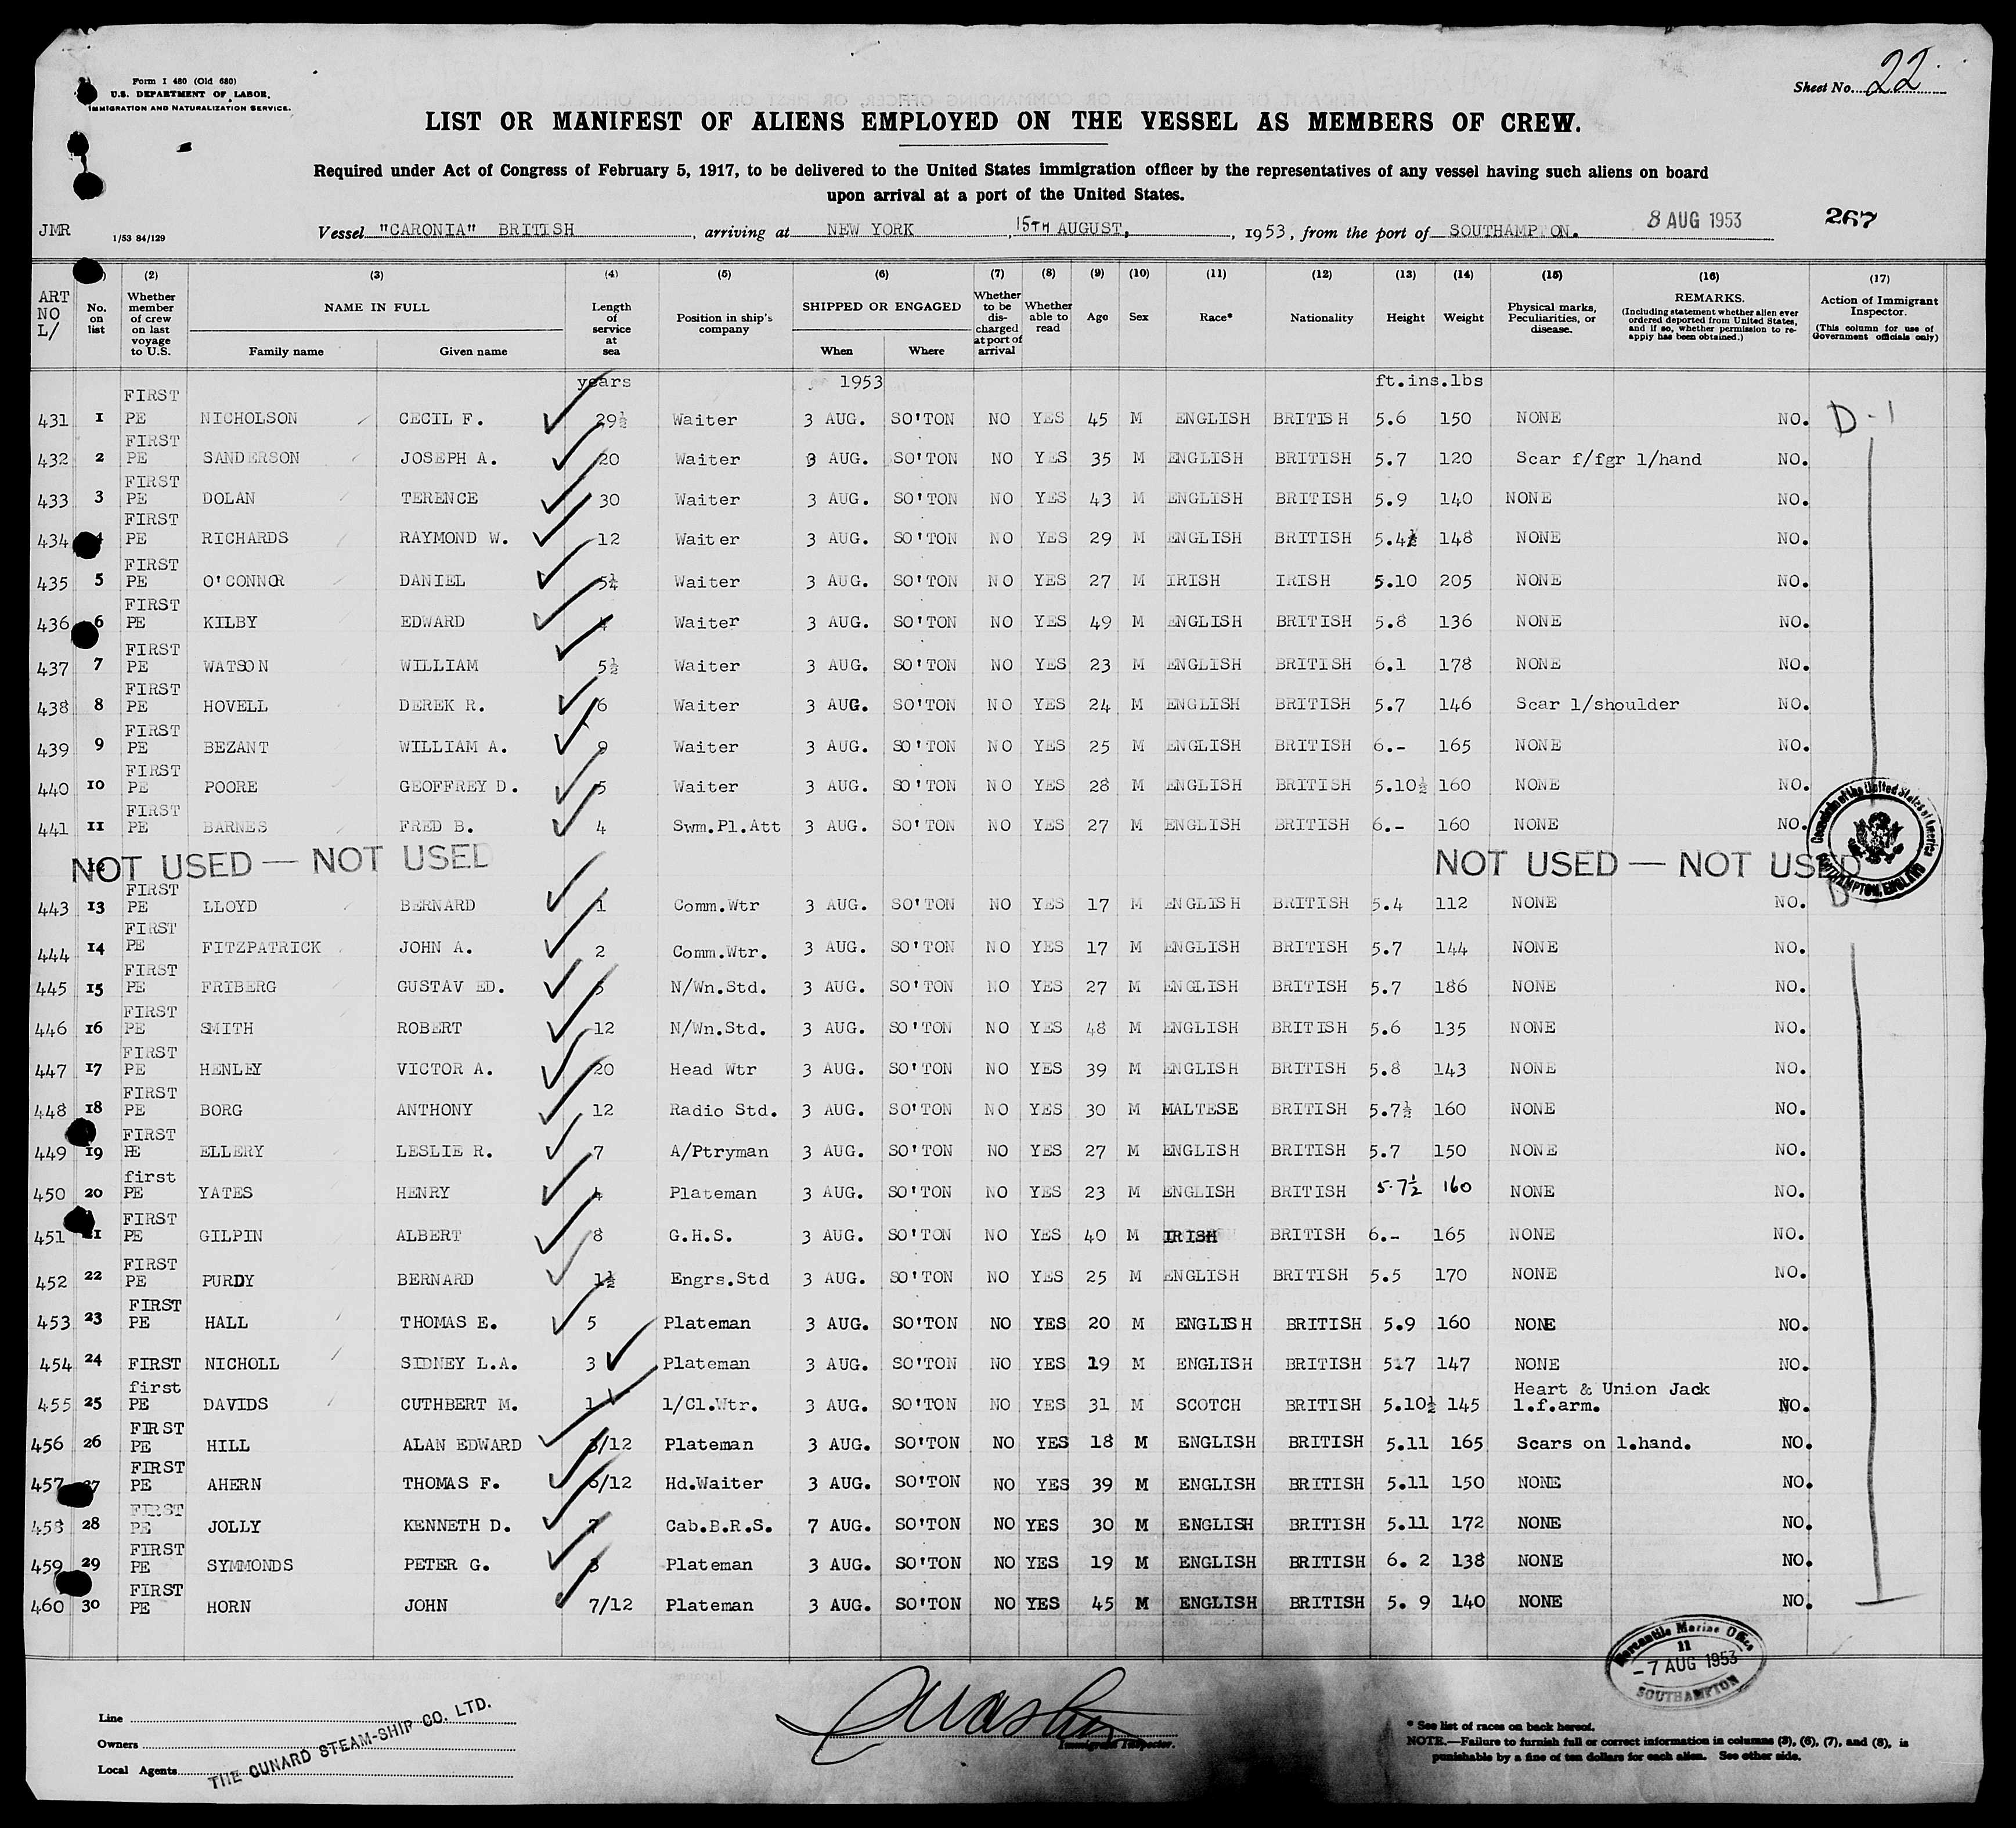 Form I 480 (Old 680)
U.S. DEPARTMENT OF LABOR,
IMMIGRATION AND NATURALIZATION SERVICE.
Sheet No. 22
LIST OR MANIFEST OF ALIENS EMPLOYED ON THE VESSEL AS MEMBERS OF CREW.
Required under Act of Congress of February 5, 1917, to be delivered to the United States immigration officer by the representatives of any vessel having such aliens on board
upon arrival at a port of the United States.
JMR 1/53 84/129 Vessel "CARONIA" BRITISH, arriving at NEW YORK, 15TH AUGUST, 1953, from the port of SOUTHAMPTON. 8 AUG 1953 267
(2) (3) (4) (5) (6) (7) (8) (9) (10) (11) (12) (13) (14) (15) (16) (17)
ART NO L/ No. on list Whether member of crew on last voyage to U.S. NAME IN FULL Family name Given name Length of service at sea Position in ship's company SHIPPED OR ENGAGED When Where Whether to be discharged at port of arrival Whether able to read Age Sex Race* Nationality Height Weight Physical marks, Peculiarities, or disease. REMARKS. (Including statement whether alien ever ordered deported from United States, and if so, whether permission to reapply has been obtained.) Action of Immigrant Inspector. (This column for use of Government officials only)
years 1953 ft.ins.lbs
431 1 FIRST PE NICHOLSON CECIL F. 29½ Waiter 3 AUG. SO'TON NO YES 45 M ENGLISH BRITISH 5.6 150 NONE NO. D-1
432 2 FIRST PE SANDERSON JOSEPH A. 20 Waiter 3 AUG. SO'TON NO YES 35 M ENGLISH BRITISH 5.7 120 Scar f/fgr l/hand NO.
433 3 FIRST PE DOLAN TERENCE 30 Waiter 3 AUG. SO'TON NO YES 43 M ENGLISH BRITISH 5.9 140 NONE NO.
434 4 FIRST PE RICHARDS RAYMOND W. 12 Waiter 3 AUG. SO'TON NO YES 29 M ENGLISH BRITISH 5.4½ 148 NONE NO.
435 5 FIRST PE O'CONNOR DANIEL 5¼ Waiter 3 AUG. SO'TON NO YES 27 M IRISH IRISH 5.10 205 NONE NO.
436 6 FIRST PE KILBY EDWARD 4 Waiter 3 AUG. SO'TON NO YES 49 M ENGLISH BRITISH 5.8 136 NONE NO.
437 7 FIRST PE WATSON WILLIAM 5½ Waiter 3 AUG. SO'TON NO YES 23 M ENGLISH BRITISH 6.1 178 NONE NO.
438 8 FIRST PE HOVELL DEREK R. 6 Waiter 3 AUG. SO'TON NO YES 24 M ENGLISH BRITISH 5.7 146 Scar l/shoulder NO.
439 9 FIRST PE BEZANT WILLIAM A. 9 Waiter 3 AUG. SO'TON NO YES 25 M ENGLISH BRITISH 6.- 165 NONE NO.
440 10 FIRST PE POORE GEOFFREY D. 5 Waiter 3 AUG. SO'TON NO YES 28 M ENGLISH BRITISH 5.10½ 160 NONE NO.
441 11 FIRST PE BARNES FRED B. 4 Swm.Pl.Att 3 AUG. SO'TON NO YES 27 M ENGLISH BRITISH 6.- 160 NONE NO.
Consulate of the United States of America SOUTHAMPTON, ENGLAND
NOT USED — NOT USED NOT USED — NOT USED
443 13 FIRST PE LLOYD BERNARD 1 Comm.Wtr 3 AUG. SO'TON NO YES 17 M ENGLISH BRITISH 5.4 112 NONE NO. D
444 14 FIRST PE FITZPATRICK JOHN A. 2 Comm.Wtr. 3 AUG. SO'TON NO YES 17 M ENGLISH BRITISH 5.7 144 NONE NO.
445 15 FIRST PE FRIBERG GUSTAV ED. N/Wn.Std. 3 AUG. SO'TON NO YES 27 M ENGLISH BRITISH 5.7 186 NONE NO.
446 16 FIRST PE SMITH ROBERT 12 N/Wn.Std. 3 AUG. SO'TON NO YES 48 M ENGLISH BRITISH 5.6 135 NONE NO.
447 17 FIRST PE HENLEY VICTOR A. 20 Head Wtr 3 AUG. SO'TON NO YES 39 M ENGLISH BRITISH 5.8 143 NONE NO.
448 18 FIRST PE BORG ANTHONY 12 Radio Std. 3 AUG. SO'TON NO YES 30 M MALTESE BRITISH 5.7½ 160 NONE NO.
449 19 FIRST PE ELLERY LESLIE R. 7 A/Ptryman 3 AUG. SO'TON NO YES 27 M ENGLISH BRITISH 5.7 150 NONE NO.
450 20 first PE YATES HENRY 4 Plateman 3 AUG. SO'TON NO YES 23 M ENGLISH BRITISH 5.7½ 160 NONE NO.
451 21 FIRST PE GILPIN ALBERT 8 G.H.S. 3 AUG. SO'TON NO YES 40 M IRISH BRITISH 6.- 165 NONE NO.
452 22 FIRST PE PURDY BERNARD 1½ Engrs.Std 3 AUG. SO'TON NO YES 25 M ENGLISH BRITISH 5.5 170 NONE NO.
453 23 FIRST PE HALL THOMAS E. 5 Plateman 3 AUG. SO'TON NO YES 20 M ENGLISH BRITISH 5.9 160 NONE NO.
454 24 FIRST NICHOLL SIDNEY L.A. 3 Plateman 3 AUG. SO'TON NO YES 19 M ENGLISH BRITISH 5.7 147 NONE NO.
455 25 first PE DAVIDS CUTHBERT M. 1 1/Cl.Wtr. 3 AUG. SO'TON NO YES 31 M SCOTCH BRITISH 5.10½ 145 Heart & Union Jack l.f.arm. NO.
456 26 FIRST PE HILL ALAN EDWARD 3/12 Plateman 3 AUG. SO'TON NO YES 18 M ENGLISH BRITISH 5.11 165 Scars on l.hand. NO.
457 27 FIRST PE AHERN THOMAS F. 6/12 Hd.Waiter 3 AUG. SO'TON NO YES 39 M ENGLISH BRITISH 5.11 150 NONE NO.
458 28 FIRST PE JOLLY KENNETH D. 7 Cab.B.R.S. 7 AUG. SO'TON NO YES 30 M ENGLISH BRITISH 5.11 172 NONE NO.
459 29 FIRST PE SYMMONDS PETER G. 3 Plateman 3 AUG. SO'TON NO YES 19 M ENGLISH BRITISH 6. 2 138 NONE NO.
460 30 FIRST PE HORN JOHN 7/12 Plateman 3 AUG. SO'TON NO YES 45 M ENGLISH BRITISH 5. 9 140 NONE NO.
Mercantile Marine Office
11
-7 AUG 1953
SOUTHAMPTON
Line
Owners
Local Agents
THE CUNARD STEAM-SHIP CO. LTD.
Immigrant Inspector.
* See list of races on back hereof.
NOTE.—Failure to furnish full or correct information in columns (3), (6), (7), and (8), is
punishable by a fine of ten dollars for each alien. See other side.